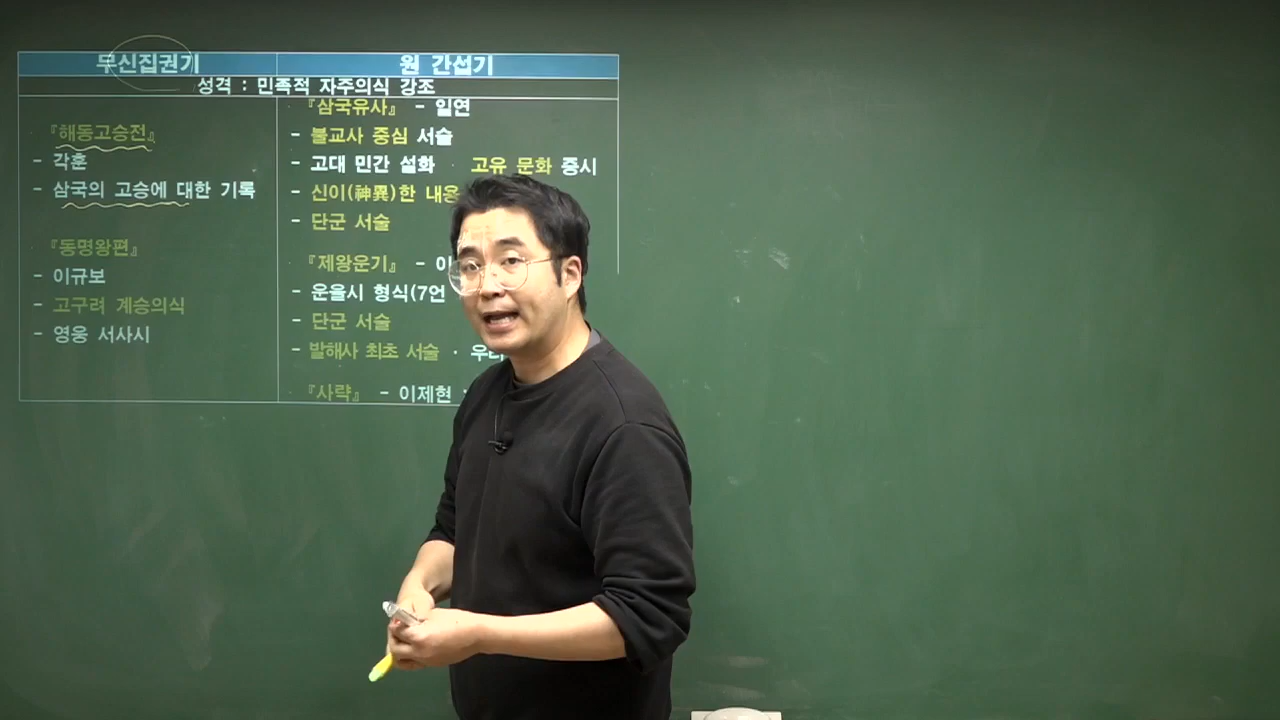 무신집권기
원 간섭기
성격 : 민족적 자주의식 강조
『해동고승전』
- 각훈
- 삼국의 고승에 대한 기록
『동명왕편』
- 이규보
- 고구려 계승의식
- 영웅 서사시
『삼국유사』 - 일연
- 불교사 중심 서술
- 고대 민간 설화 · 고유 문화 중시
- 신이(神異)한 내용
- 단군 서술
『제왕운기』 - 이
- 운율시 형식(7언
- 단군 서술
- 발해사 최초 서술 ·
『사략』 - 이제현 :